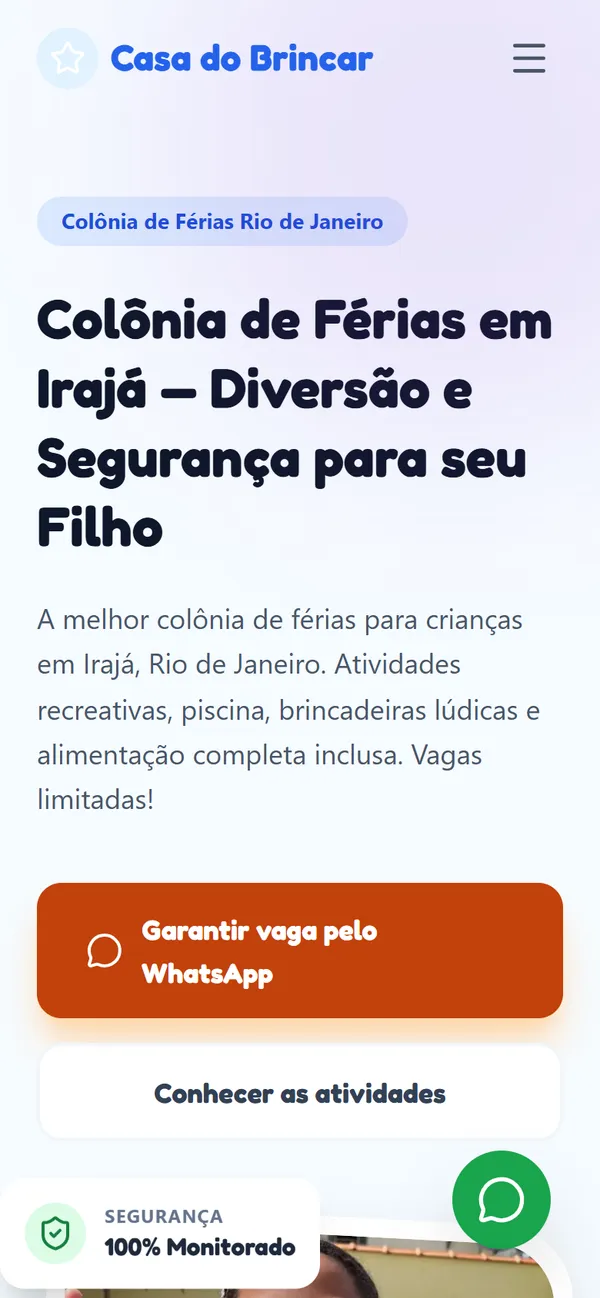 Casa do Brincar
Colônia de Férias Rio de Janeiro
Colônia de Férias em
Irajá — Diversão e
Segurança para seu
Filho
A melhor colônia de férias para crianças
em Irajá, Rio de Janeiro. Atividades
recreativas, piscina, brincadeiras lúdicas e
alimentação completa inclusa. Vagas
limitadas!
Garantir vaga pelo
WhatsApp
Conhecer as atividades
SEGURANÇA
100% Monitorado